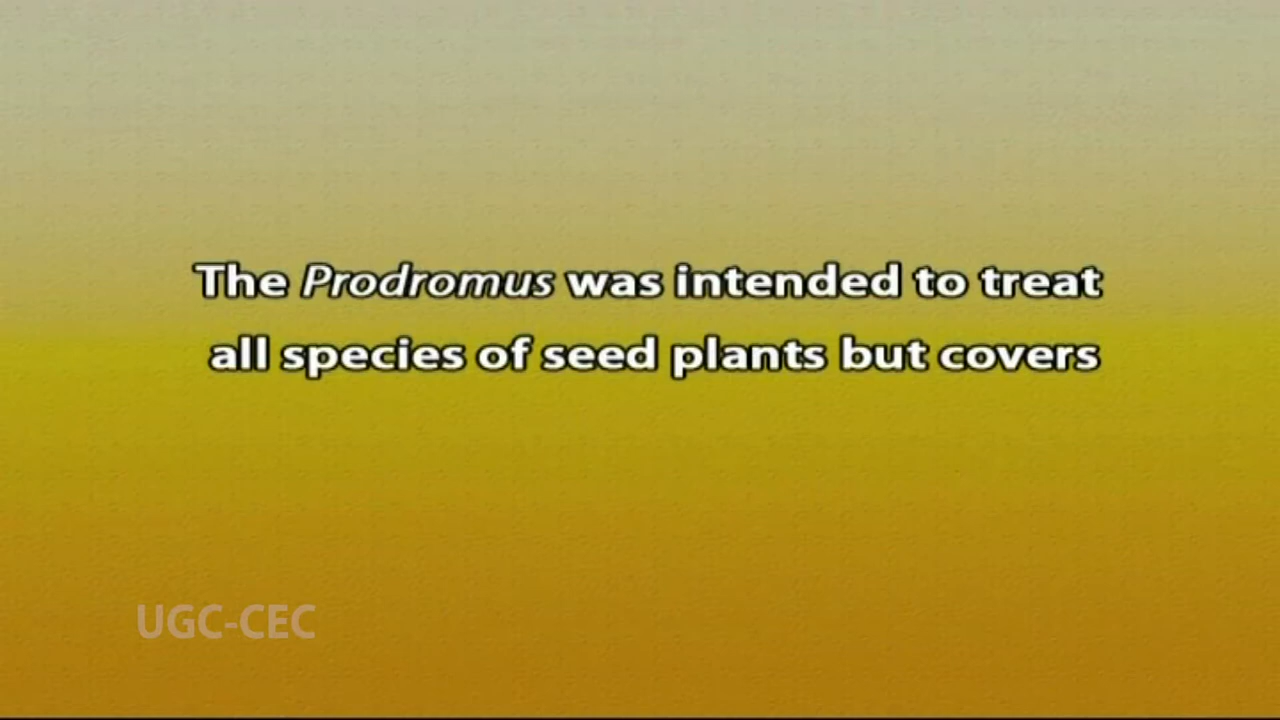 The Prodromus was intended to treat
all species of seed plants but covers
UGC-CEC